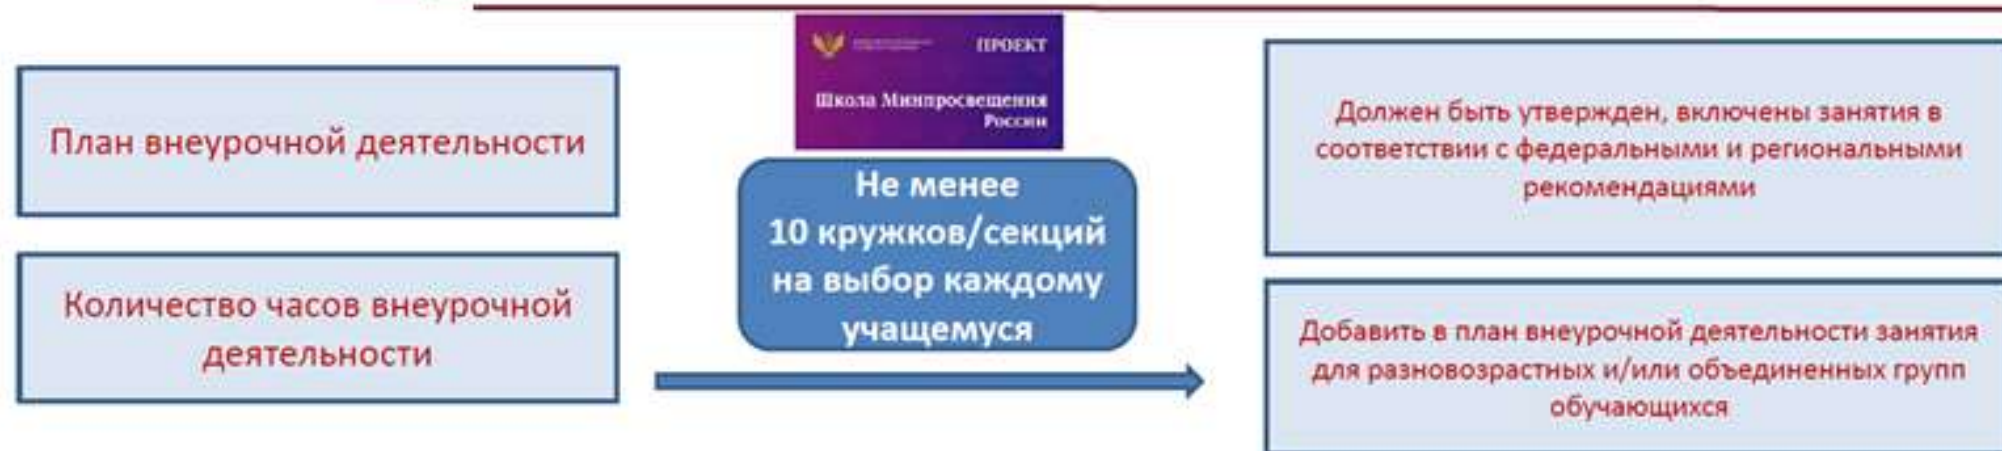 План внеурочной деятельности
Количество часов внеурочной
деятельности
ПРОЕКТ
Школа Минпросвещения
России
Не менее
10 кружков/секций
на выбор каждому
учащемуся
Должен быть утвержден, включены занятия в
соответствии с федеральными и региональными
рекомендациями
Добавить в план внеурочной деятельности занятия
для разновозрастных и/или объединенных групп
обучающихся